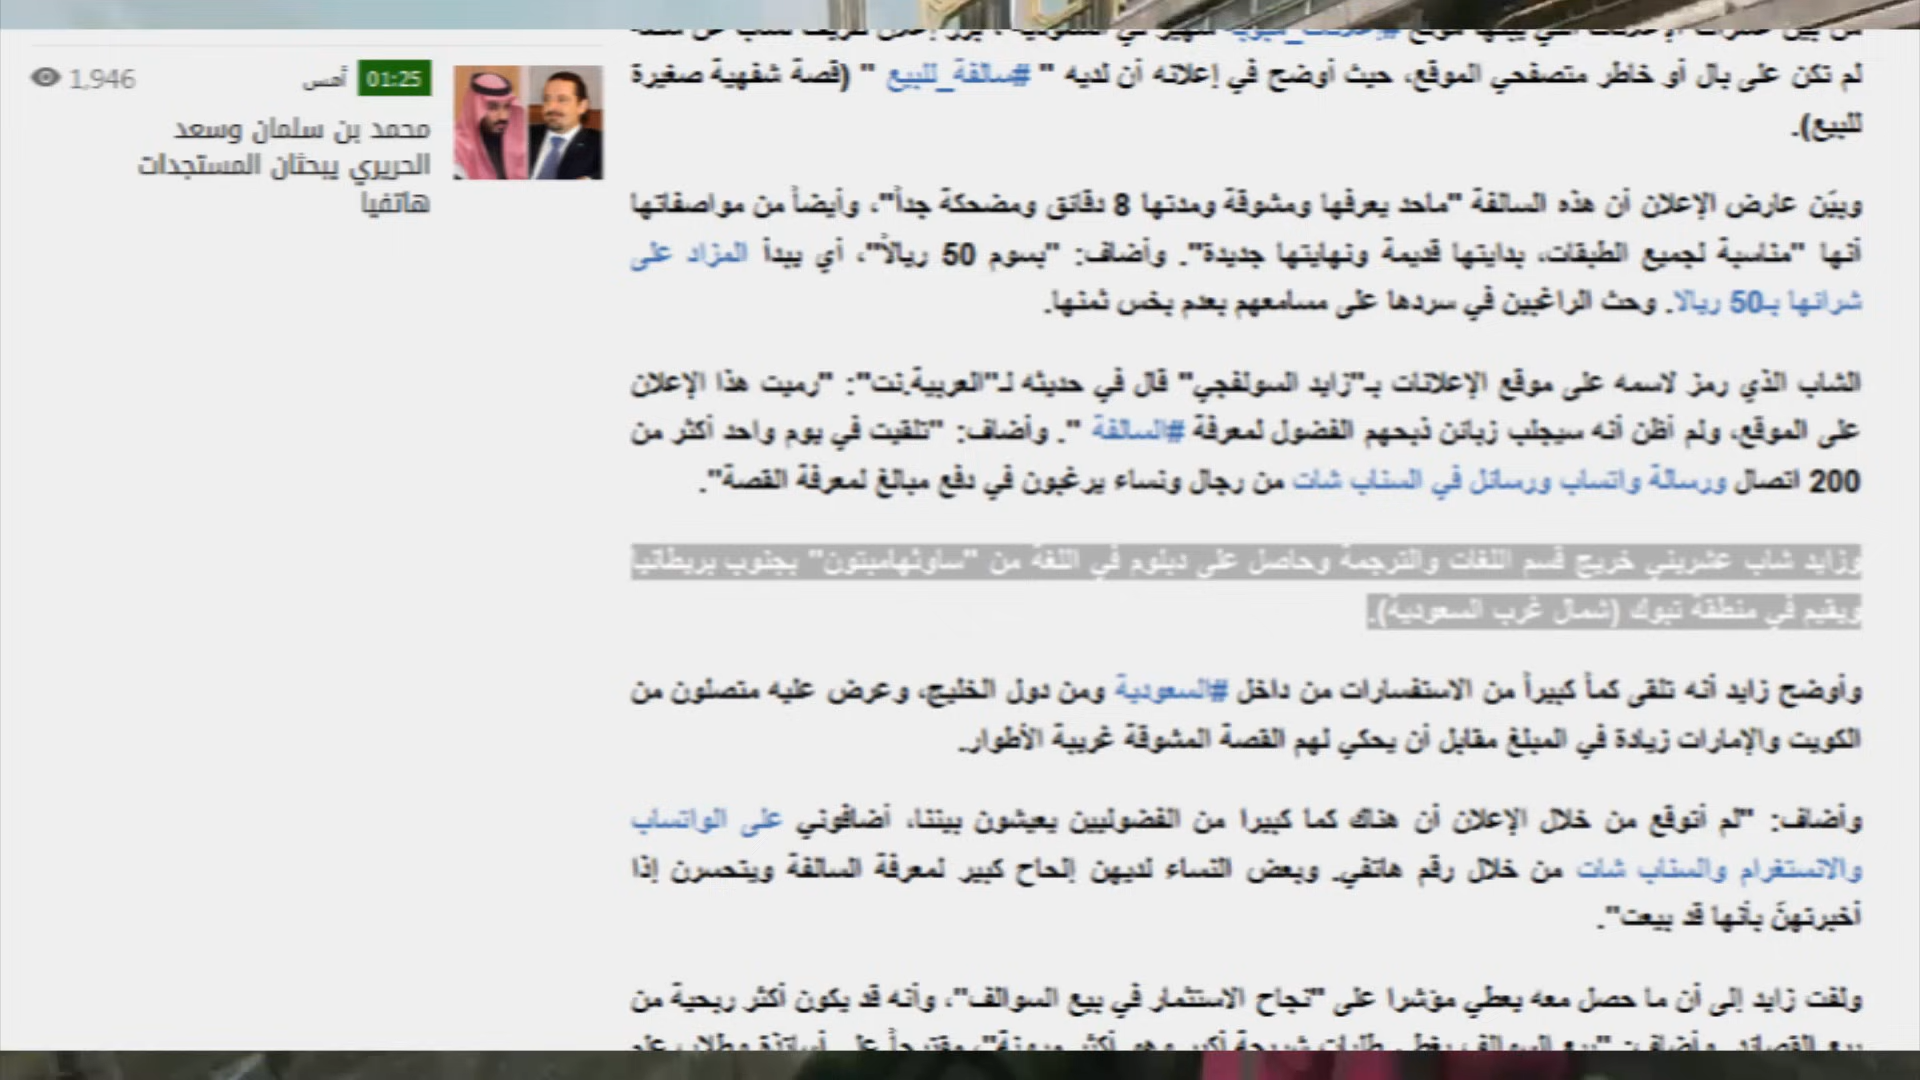 لم تكن على بال أو خاطر متصفحي الموقع، حيث أوضح في إعلانه أن لديه " #سالفة_للبيع " (قصة شفهية صغيرة
للبيع).
وبيّن عارض الإعلان أن هذه السالفة "ماحد يعرفها ومشوقة ومدتها 8 دقائق ومضحكة جداً"، وأيضاً من مواصفاتها
أنها "مناسبة لجميع الطبقات، بدايتها قديمة ونهايتها جديدة". وأضاف: "بسوم 50 ريالاً"، أي يبدأ المزاد على
شرائها بـ50 ريالا. وحث الراغبين في سردها على مسامعهم بعدم بخس ثمنها.
الشاب الذي رمز لاسمه على موقع الإعلانات بـ"زايد السولفجي" قال في حديثه لـ"العربية.نت": "رميت هذا الإعلان
على الموقع، ولم أظن أنه سيجلب زبائن ذبحهم الفضول لمعرفة #السالفة ". وأضاف: "تلقيت في يوم واحد أكثر من
200 اتصال ورسالة واتساب ورسائل في السناب شات من رجال ونساء يرغبون في دفع مبالغ لمعرفة القصة".
وزايد شاب عشريني خريج قسم اللغات والترجمة وحاصل على دبلوم في اللغة من "ساوثهامبتون" بجنوب بريطانيا
ويقيم في منطقة تبوك (شمال غرب السعودية).
وأوضح زايد أنه تلقى كماً كبيراً من الاستفسارات من داخل #السعودية ومن دول الخليج، وعرض عليه متصلون من
الكويت والإمارات زيادة في المبلغ مقابل أن يحكي لهم القصة المشوقة غريبة الأطوار.
وأضاف: "لم أتوقع من خلال الإعلان أن هناك كما كبيرا من الفضوليين يعيشون بيننا، أضافوني على الواتساب
والانستغرام والسناب شات من خلال رقم هاتفي. وبعض النساء لديهن إلحاح كبير لمعرفة السالفة ويتحسرن إذا
أخبرتهنّ بأنها قد بيعت".
ولفت زايد إلى أن ما حصل معه يعطي مؤشرا على "نجاح الاستثمار في بيع السوالف"، وأنه قد يكون أكثر ربحية من
01:25 أمس 1,946
محمد بن سلمان وسعد
الحريري يبحثان المستجدات
هاتفيا